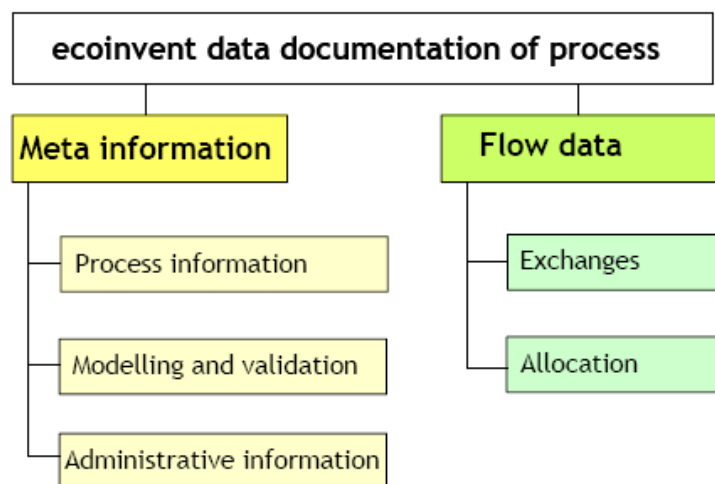 ecoinvent data documentation of process
Meta information
Flow data
Process information
Modelling and validation
Administrative information
Exchanges
Allocation